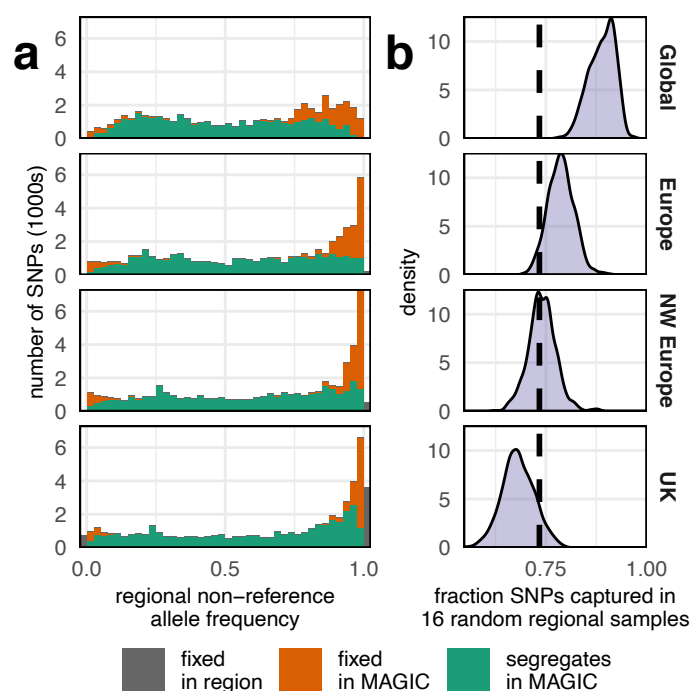 a
b
number of SNPs (1000s)
6
4
2
0
6
4
2
0
6
4
2
0
6
4
2
0
0.0 0.5 1.0
regional non−reference
allele frequency
density
10
5
0
10
5
0
10
5
0
10
5
0
0.75 1.00
fraction SNPs captured in
16 random regional samples
Global
Europe
NW Europe
UK
fixed
in region
fixed
in MAGIC
segregates
in MAGIC